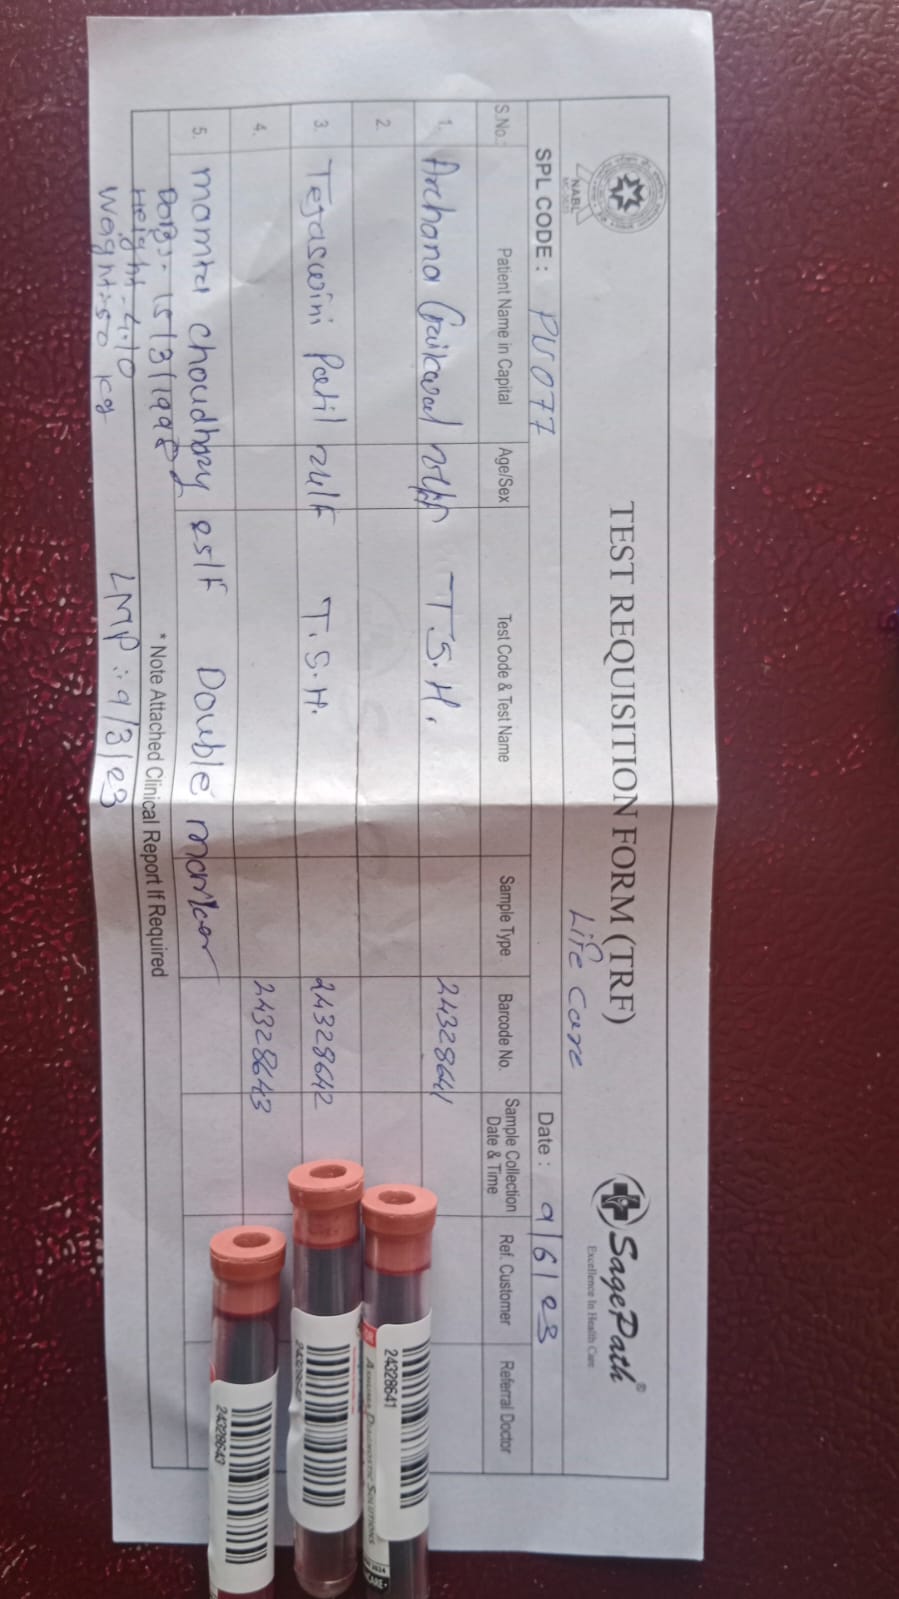 TEST REQUISITION FORM (TRF)
NABL
SagePath®
Excellence In Health Care
Life Care
SPL CODE : PU077 Date : 9/6/23
S.No.: Patient Name in Capital Age/Sex Test Code & Test Name Sample Type Barcode No. Sample Collection Date & Time Ref. Customer Referral Doctor
1. Archana Gaikwad T.S.H. 24328641
2.
3. Tejaswini Patil 24/F T.S.H. 24328642
4. 24328643
5. mamta choudhary 25/F Double marker
* Note Attached Clinical Report If Required
15/3/1998
Height - 4.10
Waght:- 50 kg
LMP : 9/3/23
24328641
24328643